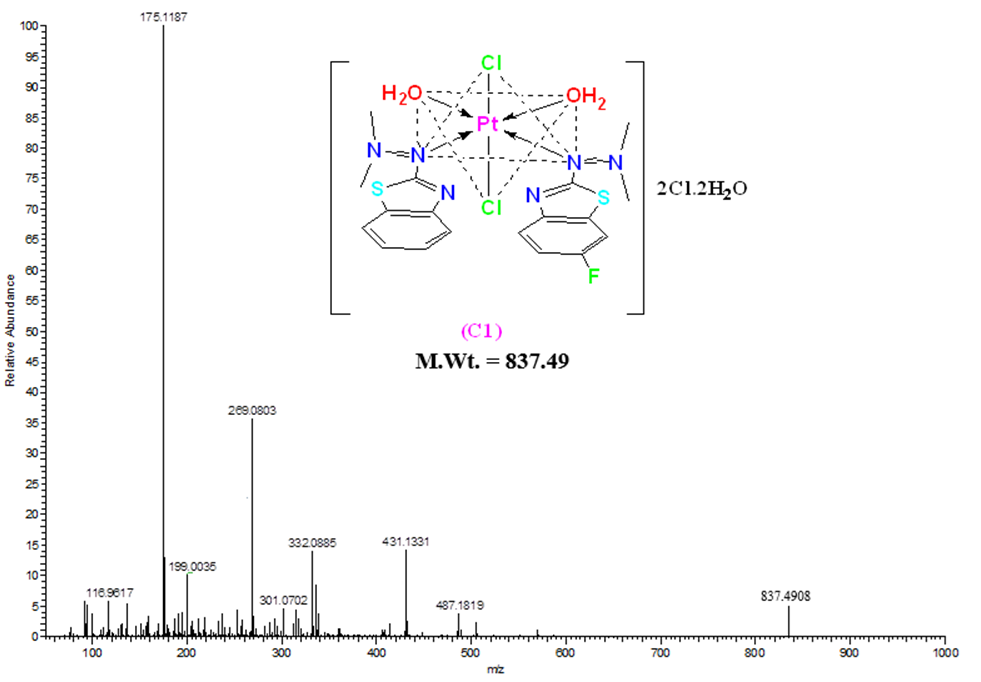 175.1187
100
95
90
85
80
75
70
65
60
55
50
45
40
35
30
25
20
15
10
5
0
Relative Abundance
Cl
H2O
OH2
Pt
N
N
N
N
S
N
N
S
Cl
F
2Cl.2H2O
(C1)
M.Wt. = 837.49
269.0803
332.0885
431.1331
199.0035
116.9617
301.0702
487.1819
837.4908
100
200
300
400
500
600
700
800
900
1000
m/z